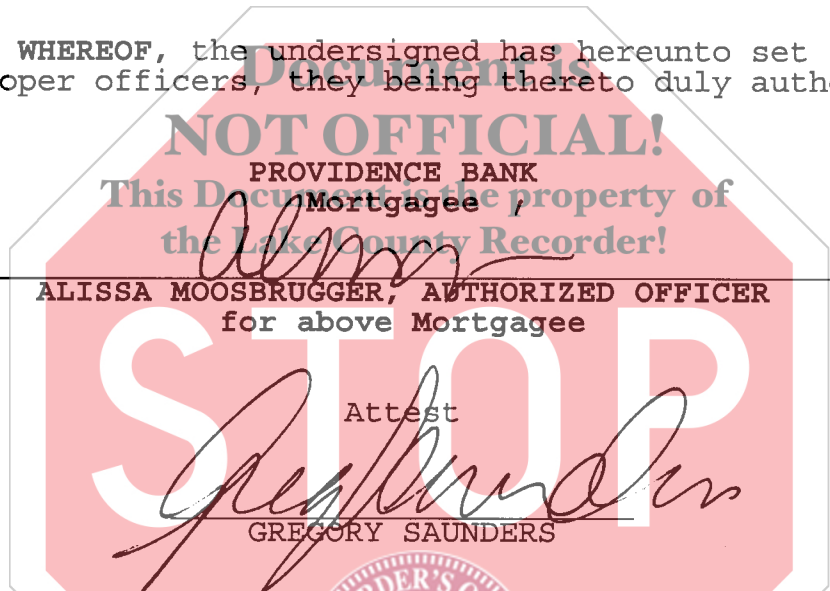 WHEREOF, the undersigned has hereunto set
oper officers, they being thereto duly auth
Document is
NOT OFFICIAL!
PROVIDENCE BANK
This Document is the property of
Mortgagee ,
the Lake County Recorder!
ALISSA MOOSBRUGGER, AUTHORIZED OFFICER
for above Mortgagee
STOP
Attest
GREGORY SAUNDERS